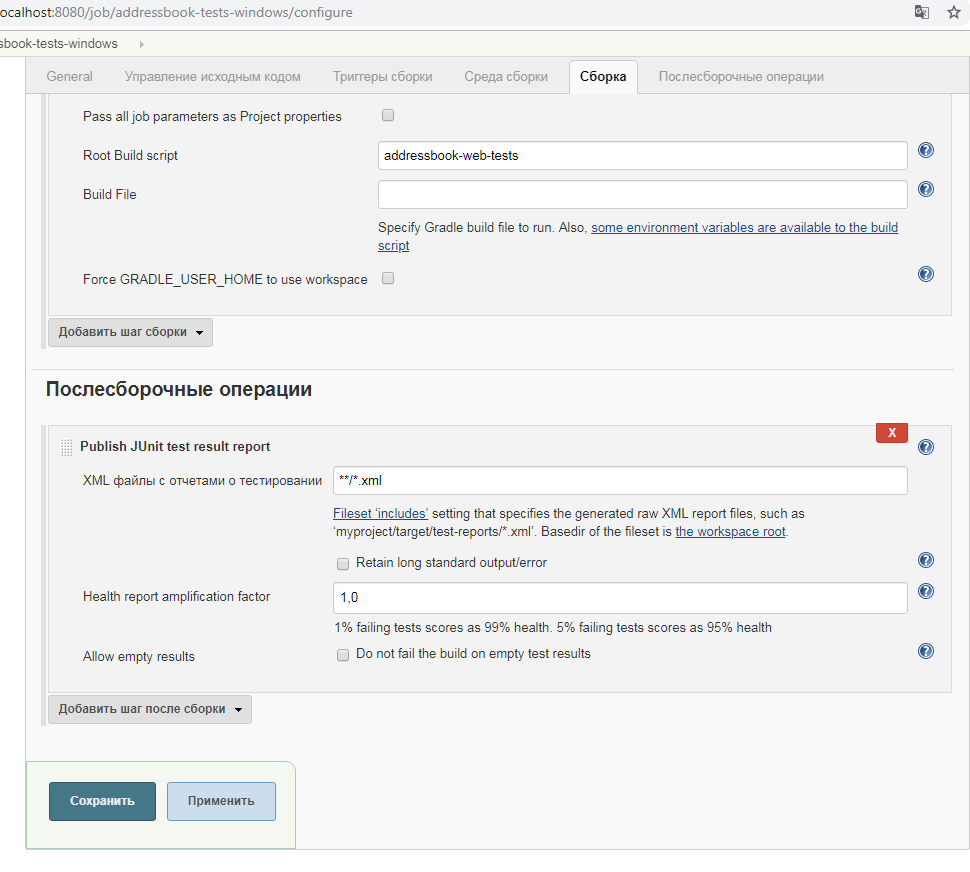 ocalhost:8080/job/addressbook-tests-windows/configure
sbook-tests-windows
General Управление исходным кодом Триггеры сборки Среда сборки Сборка Послесборочные операции
Pass all job parameters as Project properties
Root Build script addressbook-web-tests
Build File
Specify Gradle build file to run. Also, some environment variables are available to the build
script
Force GRADLE_USER_HOME to use workspace
Добавить шаг сборки
Послесборочные операции
X
Publish JUnit test result report
XML файлы с отчетами о тестировании **/*.xml
Fileset ‘includes’ setting that specifies the generated raw XML report files, such as
‘myproject/target/test-reports/*.xml’. Basedir of the fileset is the workspace root.
Retain long standard output/error
Health report amplification factor 1,0
1% failing tests scores as 99% health. 5% failing tests scores as 95% health
Allow empty results Do not fail the build on empty test results
Добавить шаг после сборки
Сохранить Применить